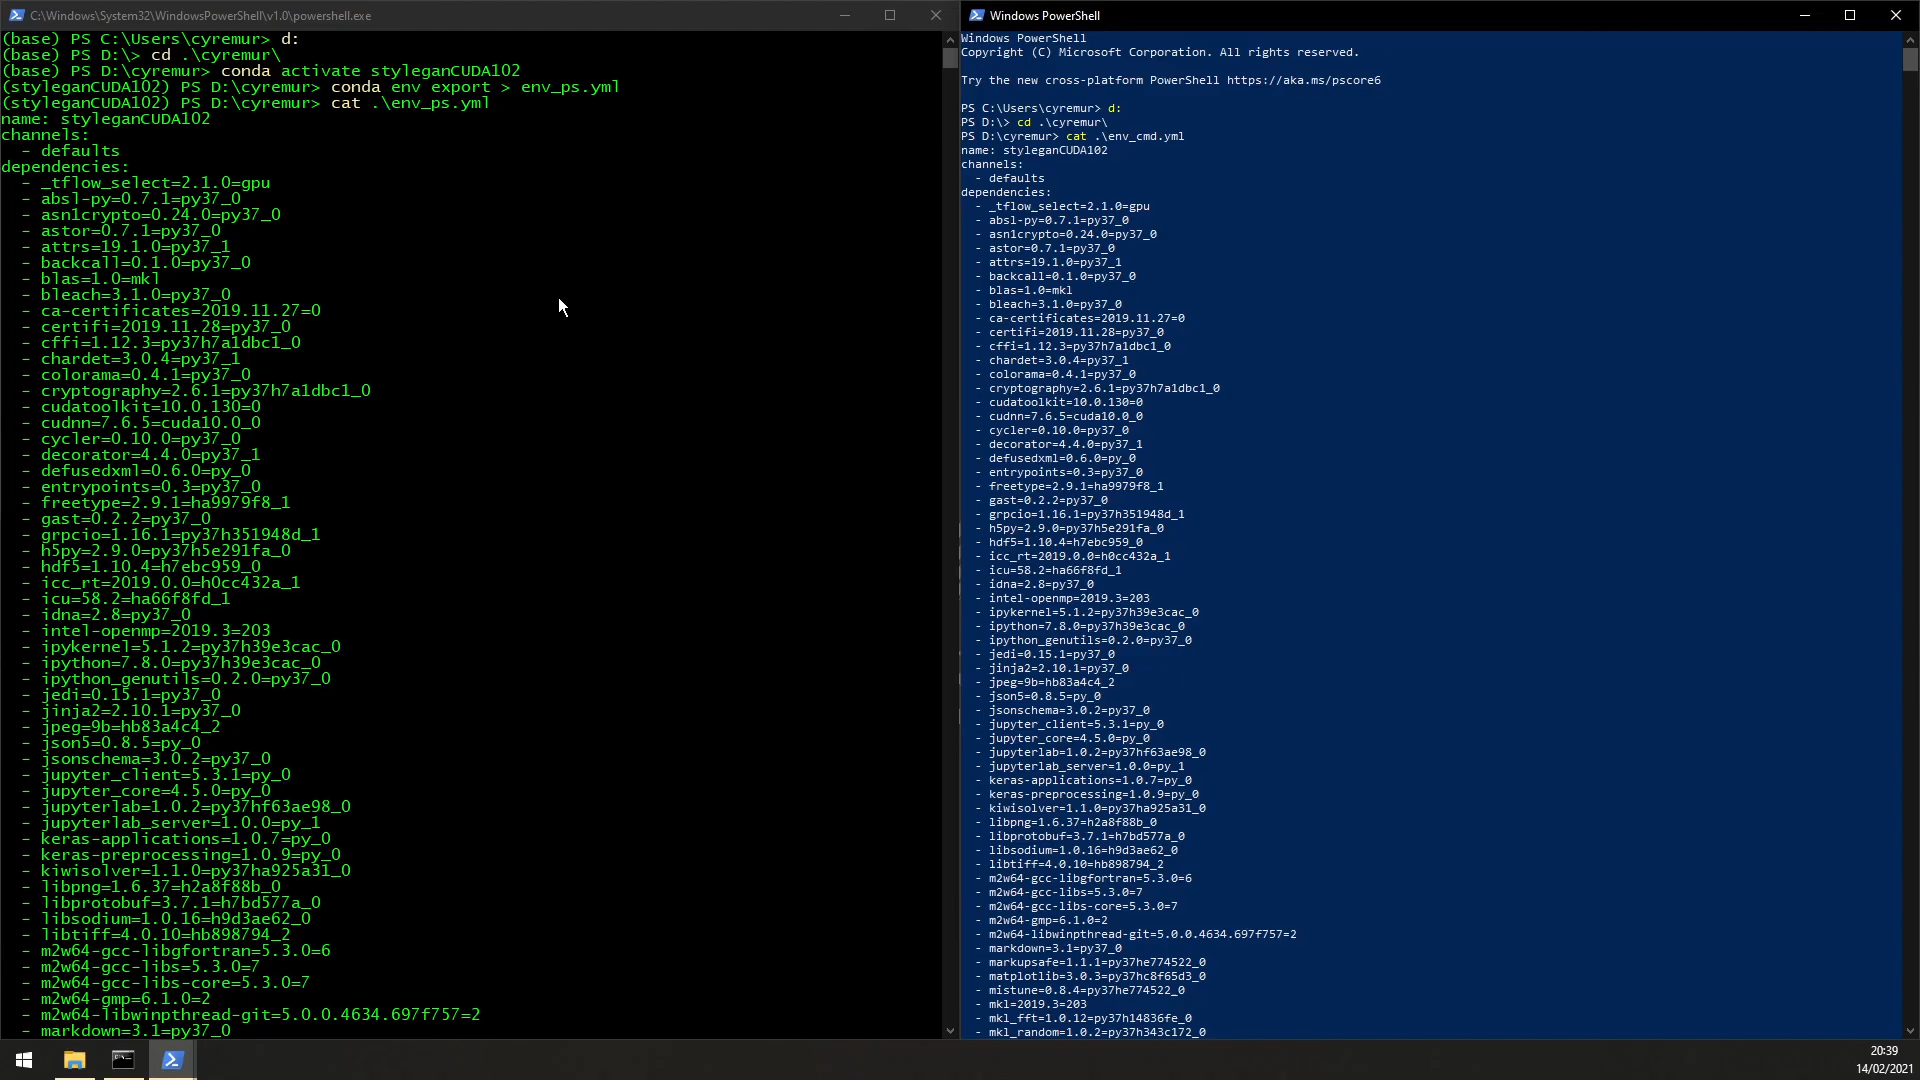 C:\Windows\System32\WindowsPowerShell\v1.0\powershell.exe
(base) PS C:\Users\cyremur> d:
(base) PS D:\> cd .\cyremur\
(base) PS D:\cyremur> conda activate styleganCUDA102
(styleganCUDA102) PS D:\cyremur> conda env export > env_ps.yml
(styleganCUDA102) PS D:\cyremur> cat .\env_ps.yml
name: styleganCUDA102
channels:
  - defaults
dependencies:
  - _tflow_select=2.1.0=gpu
  - absl-py=0.7.1=py37_0
  - asn1crypto=0.24.0=py37_0
  - astor=0.7.1=py37_0
  - attrs=19.1.0=py37_1
  - backcall=0.1.0=py37_0
  - blas=1.0=mkl
  - bleach=3.1.0=py37_0
  - ca-certificates=2019.11.27=0
  - certifi=2019.11.28=py37_0
  - cffi=1.12.3=py37h7a1dbc1_0
  - chardet=3.0.4=py37_1
  - colorama=0.4.1=py37_0
  - cryptography=2.6.1=py37h7a1dbc1_0
  - cudatoolkit=10.0.130=0
  - cudnn=7.6.5=cuda10.0_0
  - cycler=0.10.0=py37_0
  - decorator=4.4.0=py37_1
  - defusedxml=0.6.0=py_0
  - entrypoints=0.3=py37_0
  - freetype=2.9.1=ha9979f8_1
  - gast=0.2.2=py37_0
  - grpcio=1.16.1=py37h351948d_1
  - h5py=2.9.0=py37h5e291fa_0
  - hdf5=1.10.4=h7ebc959_0
  - icc_rt=2019.0.0=h0cc432a_1
  - icu=58.2=ha66f8fd_1
  - idna=2.8=py37_0
  - intel-openmp=2019.3=203
  - ipykernel=5.1.2=py37h39e3cac_0
  - ipython=7.8.0=py37h39e3cac_0
  - ipython_genutils=0.2.0=py37_0
  - jedi=0.15.1=py37_0
  - jinja2=2.10.1=py37_0
  - jpeg=9b=hb83a4c4_2
  - json5=0.8.5=py_0
  - jsonschema=3.0.2=py37_0
  - jupyter_client=5.3.1=py_0
  - jupyter_core=4.5.0=py_0
  - jupyterlab=1.0.2=py37hf63ae98_0
  - jupyterlab_server=1.0.0=py_1
  - keras-applications=1.0.7=py_0
  - keras-preprocessing=1.0.9=py_0
  - kiwisolver=1.1.0=py37ha925a31_0
  - libpng=1.6.37=h2a8f88b_0
  - libprotobuf=3.7.1=h7bd577a_0
  - libsodium=1.0.16=h9d3ae62_0
  - libtiff=4.0.10=hb898794_2
  - m2w64-gcc-libgfortran=5.3.0=6
  - m2w64-gcc-libs=5.3.0=7
  - m2w64-gcc-libs-core=5.3.0=7
  - m2w64-gmp=6.1.0=2
  - m2w64-libwinpthread-git=5.0.0.4634.697f757=2
  - markdown=3.1=py37_0
Windows PowerShell
Windows PowerShell
Copyright (C) Microsoft Corporation. All rights reserved.
Try the new cross-platform PowerShell https://aka.ms/pscore6
PS C:\Users\cyremur> d:
PS D:\> cd .\cyremur\
PS D:\cyremur> cat .\env_cmd.yml
name: styleganCUDA102
channels:
  - defaults
dependencies:
  - _tflow_select=2.1.0=gpu
  - absl-py=0.7.1=py37_0
  - asn1crypto=0.24.0=py37_0
  - astor=0.7.1=py37_0
  - attrs=19.1.0=py37_1
  - backcall=0.1.0=py37_0
  - blas=1.0=mkl
  - bleach=3.1.0=py37_0
  - ca-certificates=2019.11.27=0
  - certifi=2019.11.28=py37_0
  - cffi=1.12.3=py37h7a1dbc1_0
  - chardet=3.0.4=py37_1
  - colorama=0.4.1=py37_0
  - cryptography=2.6.1=py37h7a1dbc1_0
  - cudatoolkit=10.0.130=0
  - cudnn=7.6.5=cuda10.0_0
  - cycler=0.10.0=py37_0
  - decorator=4.4.0=py37_1
  - defusedxml=0.6.0=py_0
  - entrypoints=0.3=py37_0
  - freetype=2.9.1=ha9979f8_1
  - gast=0.2.2=py37_0
  - grpcio=1.16.1=py37h351948d_1
  - h5py=2.9.0=py37h5e291fa_0
  - hdf5=1.10.4=h7ebc959_0
  - icc_rt=2019.0.0=h0cc432a_1
  - icu=58.2=ha66f8fd_1
  - idna=2.8=py37_0
  - intel-openmp=2019.3=203
  - ipykernel=5.1.2=py37h39e3cac_0
  - ipython=7.8.0=py37h39e3cac_0
  - ipython_genutils=0.2.0=py37_0
  - jedi=0.15.1=py37_0
  - jinja2=2.10.1=py37_0
  - jpeg=9b=hb83a4c4_2
  - json5=0.8.5=py_0
  - jsonschema=3.0.2=py37_0
  - jupyter_client=5.3.1=py_0
  - jupyter_core=4.5.0=py_0
  - jupyterlab=1.0.2=py37hf63ae98_0
  - jupyterlab_server=1.0.0=py_1
  - keras-applications=1.0.7=py_0
  - keras-preprocessing=1.0.9=py_0
  - kiwisolver=1.1.0=py37ha925a31_0
  - libpng=1.6.37=h2a8f88b_0
  - libprotobuf=3.7.1=h7bd577a_0
  - libsodium=1.0.16=h9d3ae62_0
  - libtiff=4.0.10=hb898794_2
  - m2w64-gcc-libgfortran=5.3.0=6
  - m2w64-gcc-libs=5.3.0=7
  - m2w64-gcc-libs-core=5.3.0=7
  - m2w64-gmp=6.1.0=2
  - m2w64-libwinpthread-git=5.0.0.4634.697f757=2
  - markdown=3.1=py37_0
  - markupsafe=1.1.1=py37he774522_0
  - matplotlib=3.0.3=py37hc8f65d3_0
  - mistune=0.8.4=py37he774522_0
  - mkl=2019.3=203
  - mkl_fft=1.0.12=py37h14836fe_0
  - mkl_random=1.0.2=py37h343c172_0
20:39
14/02/2021